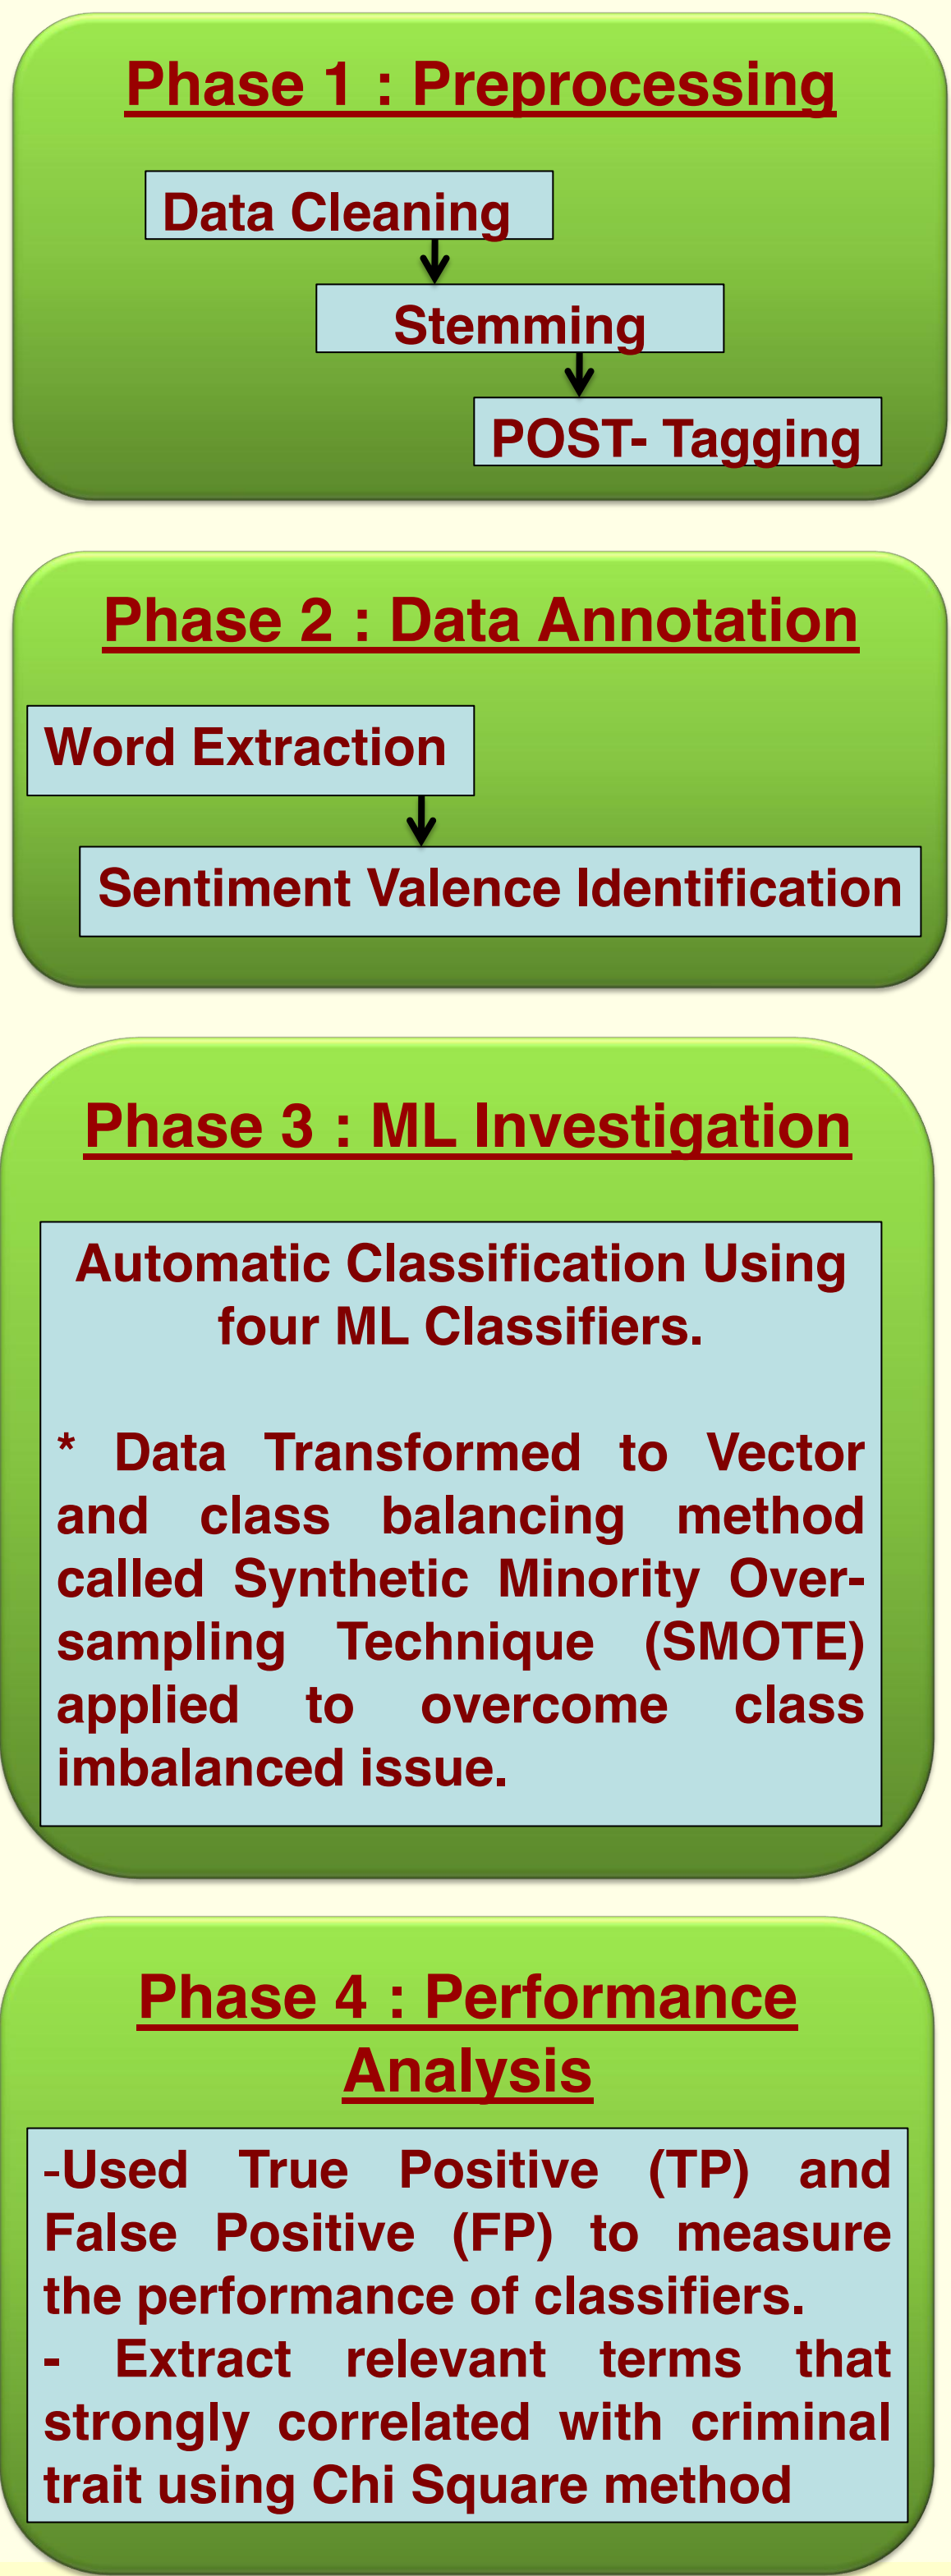 Phase 1 : Preprocessing
Data Cleaning
Stemming
POST- Tagging
Phase 2 : Data Annotation
Word Extraction
Sentiment Valence Identification
Phase 3 : ML Investigation
Automatic Classification Using
four ML Classifiers.
* Data Transformed to Vector
and class balancing method
called Synthetic Minority Over-
sampling Technique (SMOTE)
applied to overcome class
imbalanced issue.
Phase 4 : Performance
Analysis
-Used True Positive (TP) and
False Positive (FP) to measure
the performance of classifiers.
- Extract relevant terms that
strongly correlated with criminal
trait using Chi Square method